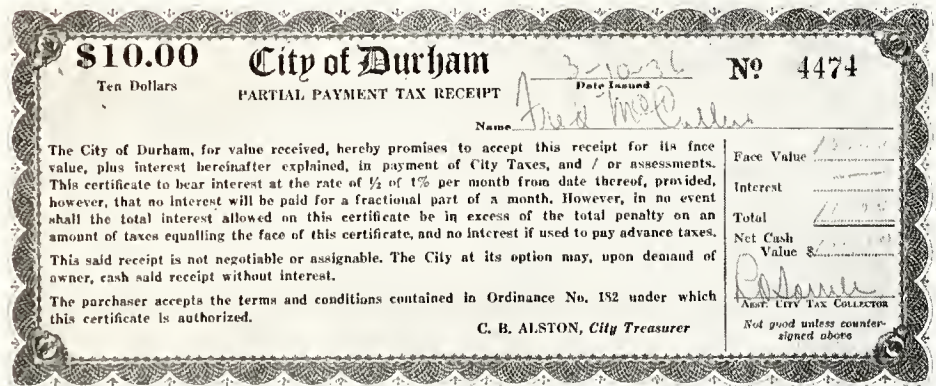 $10.00
Ten Dollars
City of Durham
PARTIAL PAYMENT TAX RECEIPT
3-10-36
Date Issued
Nº 4474
Name Fred McCullers
The City of Durham, for value received, hereby promises to accept this receipt for its face
value, plus interest hereinafter explained, in payment of City Taxes, and / or assessments.
This certificate to bear interest at the rate of ½ of 1% per month from date thereof, provided,
however, that no interest will be paid for a fractional part of a month. However, in no event
shall the total interest allowed on this certificate be in excess of the total penalty on an
amount of taxes equalling the face of this certificate, and no interest if used to pay advance taxes.
This said receipt is not negotiable or assignable. The City at its option may, upon demand of
owner, cash said receipt without interest.
The purchaser accepts the terms and conditions contained in Ordinance No. 182 under which
this certificate is authorized.
C. B. ALSTON, City Treasurer
Face Value
Interest
Total
Net Cash
Value $
ASST. CITY TAX COLLECTOR
Not good unless counter-
signed above